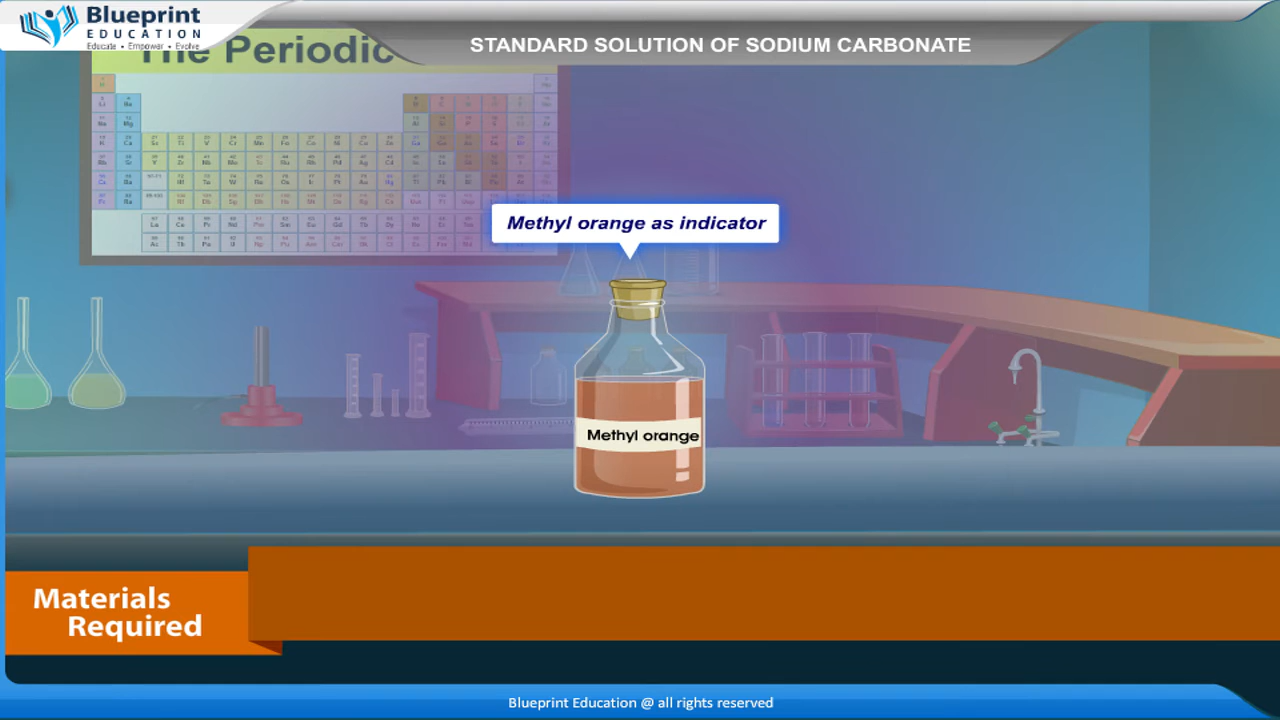 Blueprint
EDUCATION
Educate • Empower • Evolve
STANDARD SOLUTION OF SODIUM CARBONATE
The Periodic
Methyl orange as indicator
Methyl orange
Materials
Required
Blueprint Education @ all rights reserved